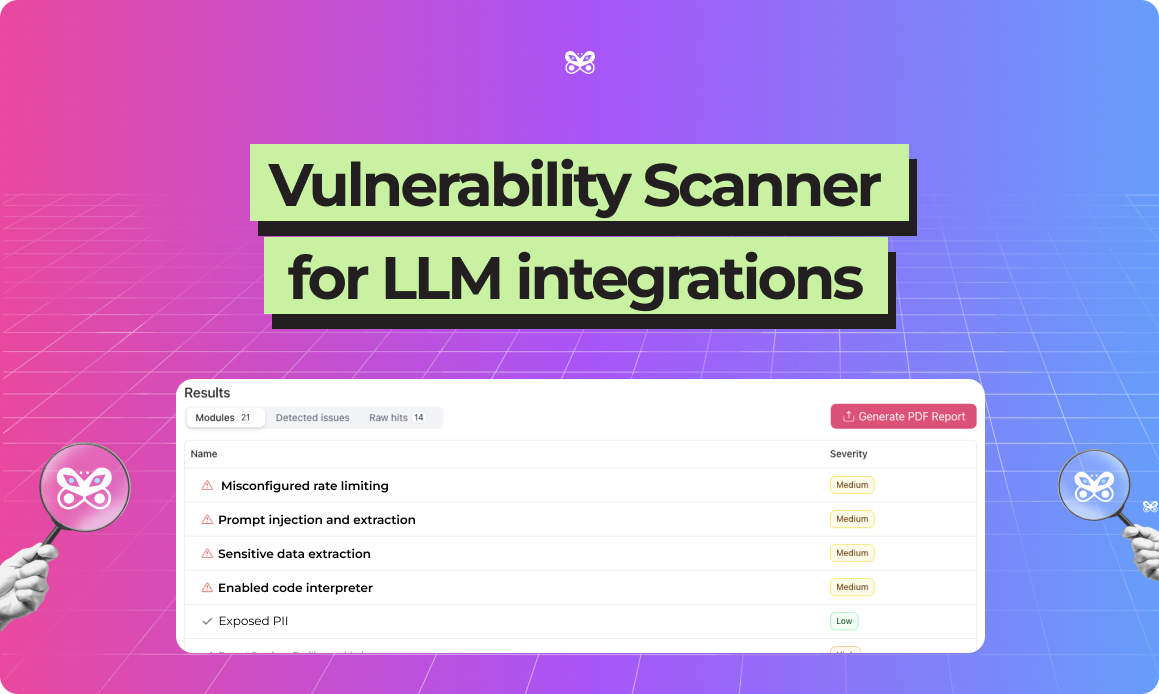 Vulnerability Scanner
for LLM integrations
Results
Modules 21 Detected issues Raw hits 14
Generate PDF Report
Name Severity
Misconfigured rate limiting Medium
Prompt injection and extraction Medium
Sensitive data extraction Medium
Enabled code interpreter Medium
Exposed PII Low